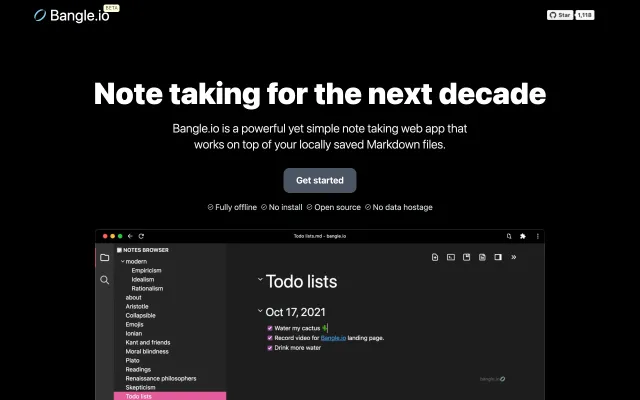 Bangle.io BETA
Star 1,118
Note taking for the next decade
Bangle.io is a powerful yet simple note taking web app that
works on top of your locally saved Markdown files.
Get started
Fully offline No install Open source No data hostage
Todo lists.md - bangle.io
NOTES BROWSER
modern
Empiricism
Idealism
Rationalism
about
Aristotle
Collapsible
Emojis
Ionian
Kant and friends
Moral blindness
Plato
Readings
Renaissance philosophers
Skepticism
Todo lists
Todo lists
Oct 17, 2021
Water my cactus 🌵
Record video for Bangle.io landing page.
Drink more water
bangle.io